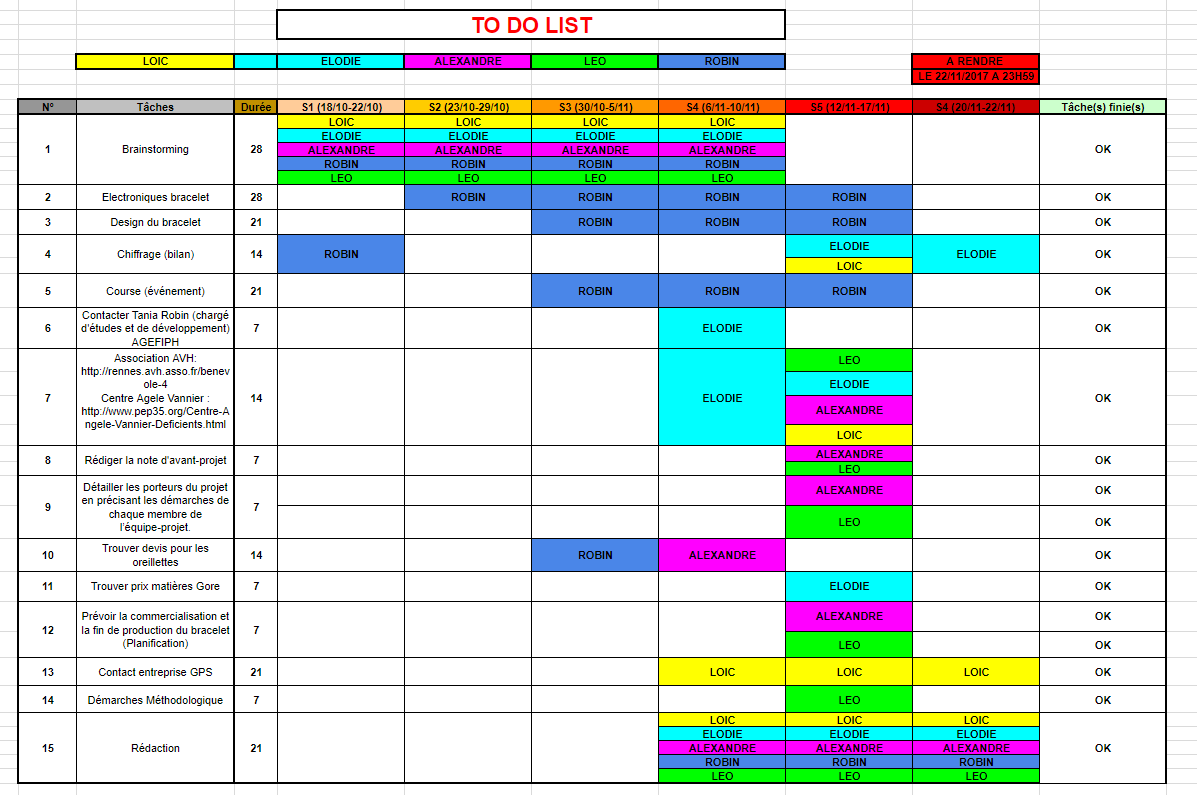 TO DO LIST
LOIC ELODIE ALEXANDRE LEO ROBIN A RENDRE
LE 22/11/2017 A 23H59
N° Tâches Durée S1 (18/10-22/10) S2 (23/10-29/10) S3 (30/10-5/11) S4 (6/11-10/11) S5 (12/11-17/11) S4 (20/11-22/11) Tâche(s) finie(s)
LOIC LOIC LOIC LOIC
ELODIE ELODIE ELODIE ELODIE
1 Brainstorming 28 ALEXANDRE ALEXANDRE ALEXANDRE ALEXANDRE OK
ROBIN ROBIN ROBIN ROBIN
LEO LEO LEO LEO
2 Electroniques bracelet 28 ROBIN ROBIN ROBIN ROBIN OK
3 Design du bracelet 21 ROBIN ROBIN ROBIN OK
ELODIE
4 Chiffrage (bilan) 14 ROBIN ELODIE OK
LOIC
5 Course (événement) 21 ROBIN ROBIN ROBIN OK
Contacter Tania Robin (chargé
6 d'études et de développement) 7 ELODIE OK
AGEFIPH
Association AVH: LEO
http://rennes.avh.asso.fr/benev
ole-4 ELODIE
7 Centre Agele Vannier : 14 ELODIE OK
http://www.pep35.org/Centre-A ALEXANDRE
ngele-Vannier-Deficients.html
LOIC
ALEXANDRE
8 Rédiger la note d'avant-projet 7 OK
LEO
Détailler les porteurs du projet ALEXANDRE OK
en précisant les démarches de
9 chaque membre de 7
l'équipe-projet. LEO OK
10 Trouver devis pour les 14 ROBIN ALEXANDRE OK
oreillettes
11 Trouver prix matières Gore 7 ELODIE OK
Prévoir la commercialisation et ALEXANDRE OK
12 la fin de production du bracelet 7
(Planification) LEO OK
13 Contact entreprise GPS 21 LOIC LOIC LOIC OK
14 Démarches Méthodologique 7 LEO OK
LOIC LOIC LOIC
ELODIE ELODIE ELODIE
15 Rédaction 21 ALEXANDRE ALEXANDRE ALEXANDRE OK
ROBIN ROBIN ROBIN
LEO LEO LEO